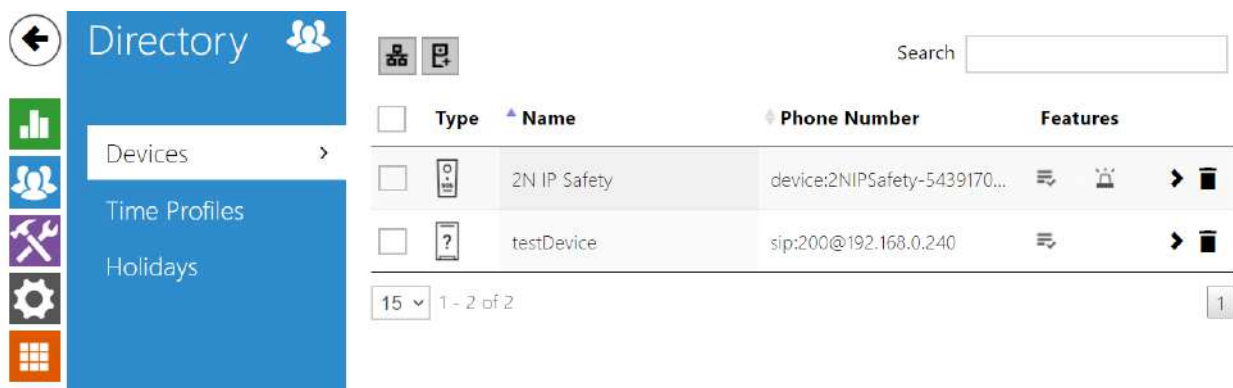 Directory
Search
Type Name Phone Number Features
Devices
2N IP Safety device:2NIPSafety-5439170...
Time Profiles
testDevice sip:200@192.168.0.240
Holidays
15 1 - 2 of 2 1